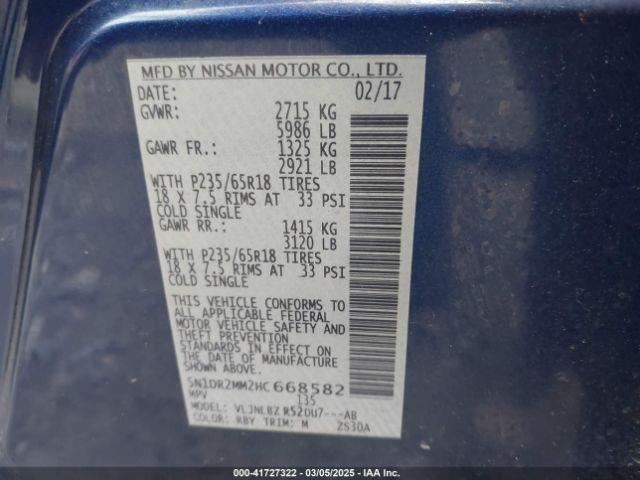 MFD BY NISSAN MOTOR CO., LTD.
DATE: 02/17
GVWR: 2715 KG
5986 LB
GAWR FR.: 1325 KG
2921 LB
WITH P235/65R18 TIRES
18 X 7.5 RIMS AT 33 PSI
COLD SINGLE
GAWR RR.: 1415 KG
3120 LB
WITH P235/65R18 TIRES
18 X 7.5 RIMS AT 33 PSI
COLD SINGLE
THIS VEHICLE CONFORMS TO
ALL APPLICABLE FEDERAL
MOTOR VEHICLE SAFETY AND
THEFT PREVENTION
STANDARDS IN EFFECT ON
THE DATE OF MANUFACTURE
SHOWN ABOVE.
5N1DR2MM2HC668582
MPV 135
MODEL: VLJNLBZ R520U7---AB
COLOR: RBY TRIM: M ZS30A
000-41727322 — 03/05/2025 — IAA Inc.